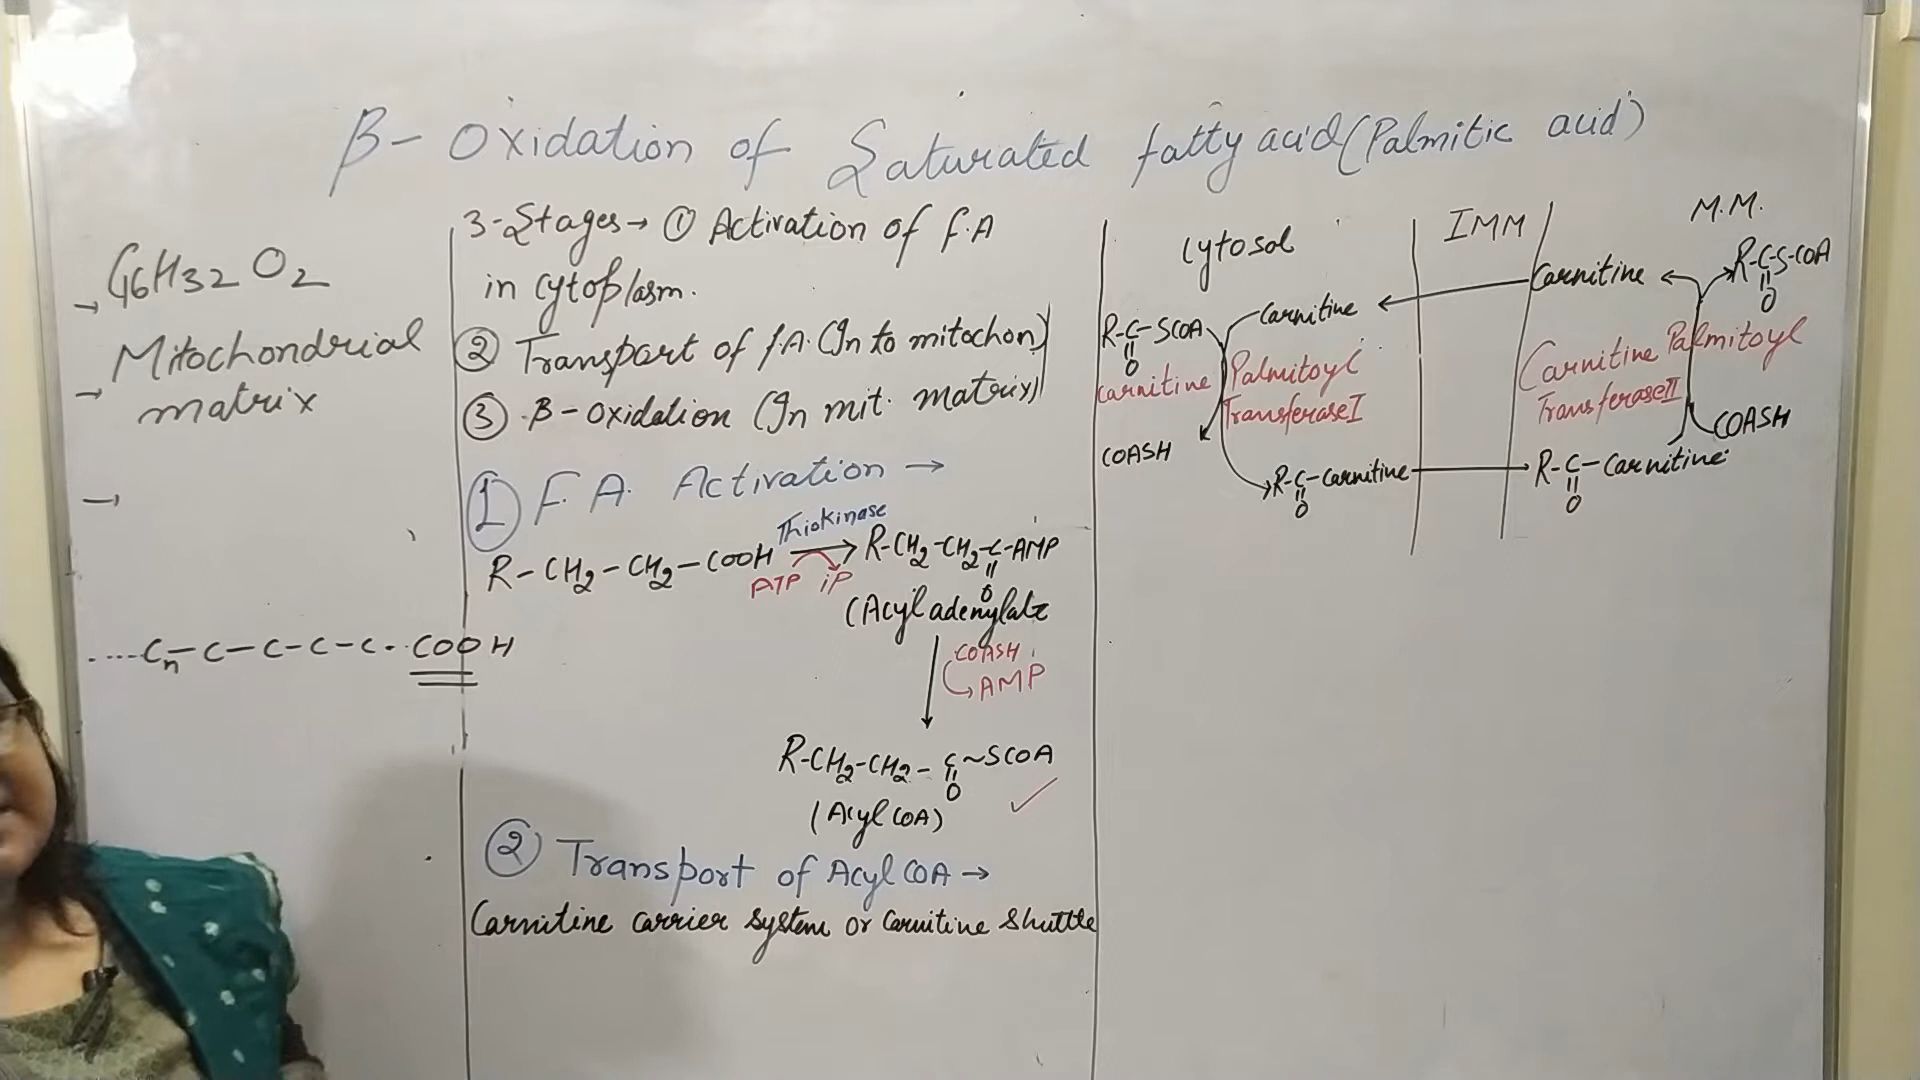 β- Oxidation of Saturated fatty acid (Palmitic acid)
→ C16H32O2
→ Mitochondrial
matrix
→
....Cn-C-C-C-C-.COOH
3-Stages→ ① Activation of F.A
in cytoplasm.
② Transport of f.A. (In to mitochon)
③ β-oxidation (In mit. matrix)
① F.A. Activation →
R-CH2-CH2-COOH
Thiokinase
ATP iP
R-CH2-CH2-C-AMP
O
(Acyl adenylate
COASH
AMP
R-CH2-CH2-C~SCOA
O
(Acyl COA) ✓
② Transport of Acyl COA →
Carnitine carrier system or Carnitine Shuttle
Cytosol
IMM
M.M.
R-C-SCOA
O
Carnitine
Carnitine
R-C-S-COA
O
Carnitine Palmitoyl
Transferase I
Carnitine Palmitoyl
Transferase II
COASH
COASH
R-C-Carnitine
O
R-C-Carnitine
O